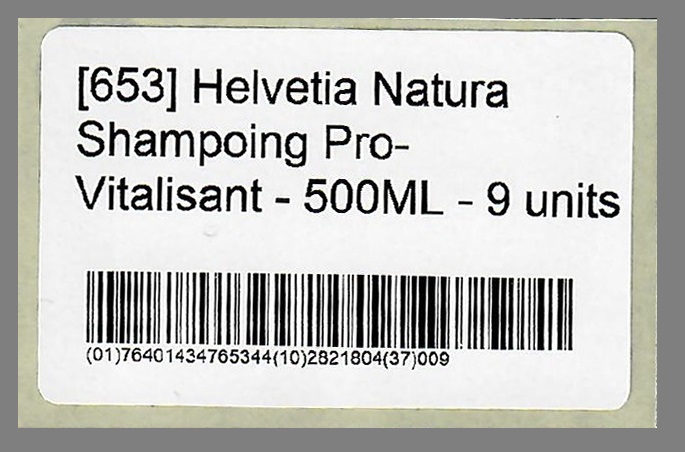 [653] Helvetia Natura
Shampoing Pro-
Vitalisant - 500ML - 9 units
(01)76401434765344(10)2821804(37)009